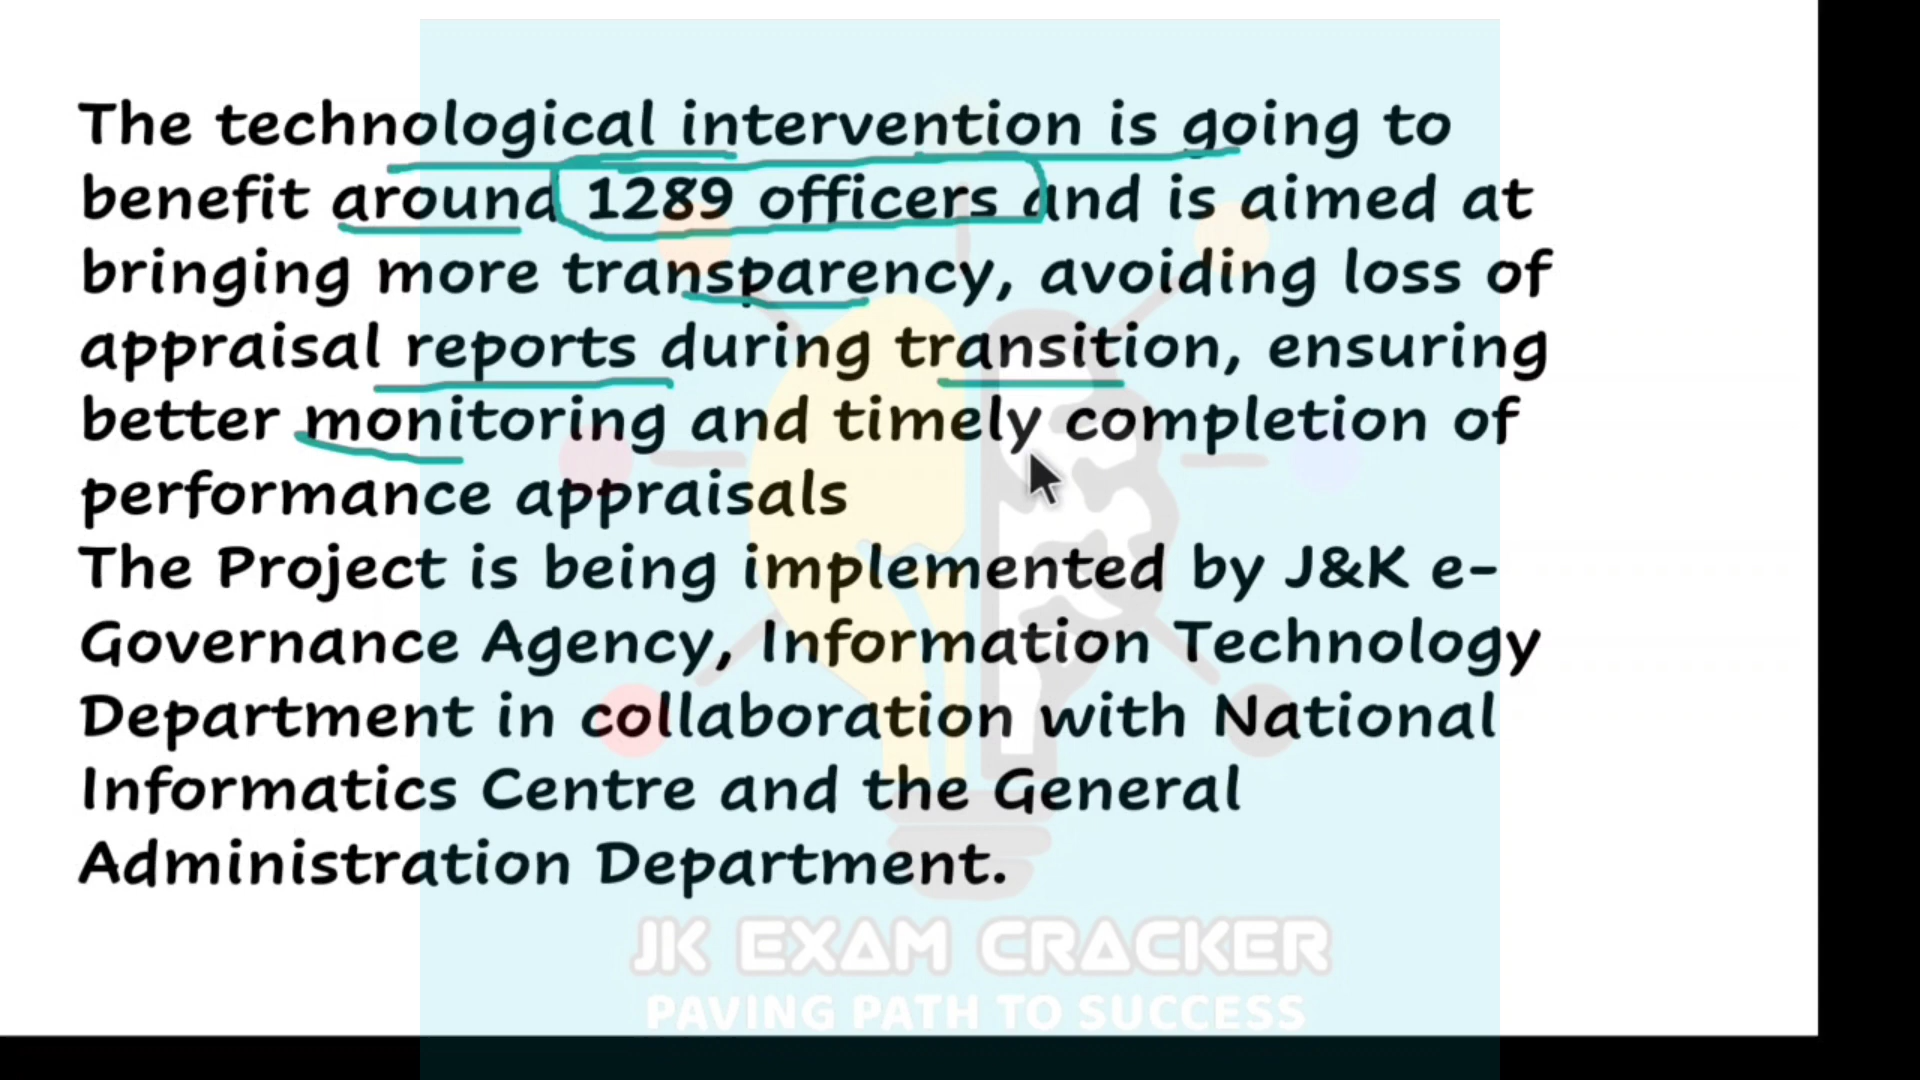 The technological intervention is going to
benefit around 1289 officers and is aimed at
bringing more transparency, avoiding loss of
appraisal reports during transition, ensuring
better monitoring and timely completion of
performance appraisals
The Project is being implemented by J&K e-
Governance Agency, Information Technology
Department in collaboration with National
Informatics Centre and the General
Administration Department.
JK EXAM CRACKER
PAVING PATH TO SUCCESS